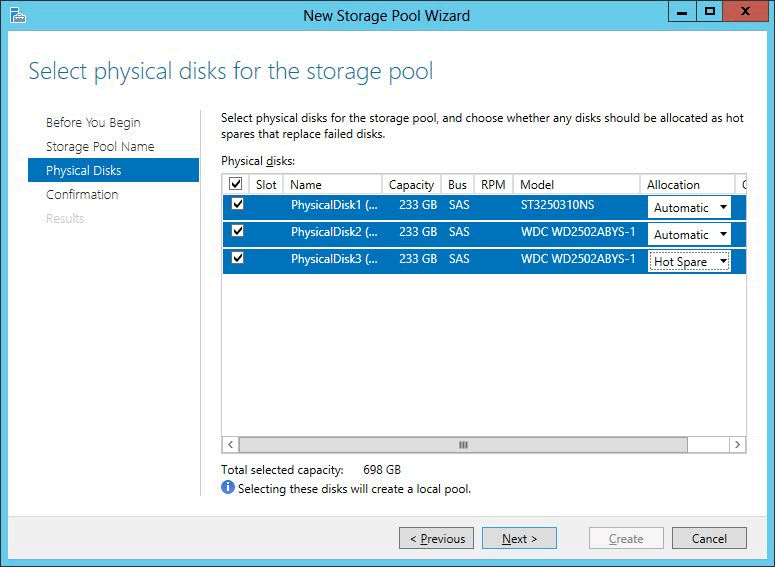 New Storage Pool Wizard
X
Select physical disks for the storage pool
Before You Begin
Storage Pool Name
Physical Disks
Confirmation
Results
Select physical disks for the storage pool, and choose whether any disks should be allocated as hot
spares that replace failed disks.
Physical disks:
Slot Name Capacity Bus RPM Model Allocation
PhysicalDisk1 (... 233 GB SAS ST3250310NS Automatic
PhysicalDisk2 (... 233 GB SAS WDC WD2502ABYS-1 Automatic
PhysicalDisk3 (... 233 GB SAS WDC WD2502ABYS-1 Hot Spare
Total selected capacity: 698 GB
Selecting these disks will create a local pool.
< Previous Next > Create Cancel